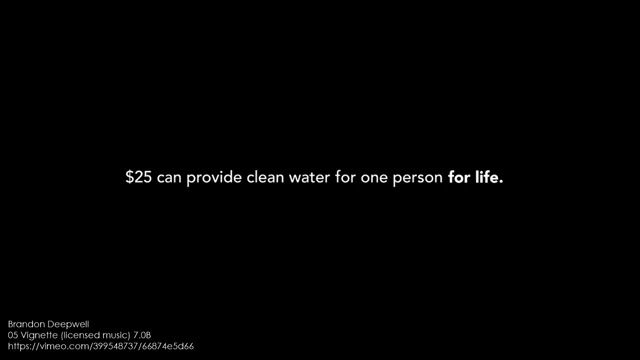 $25 can provide clean water for one person for life.
Brandon Deepwell
05 Vignette (licensed music) 7.0B
https://vimeo.com/399548737/66874e5d66